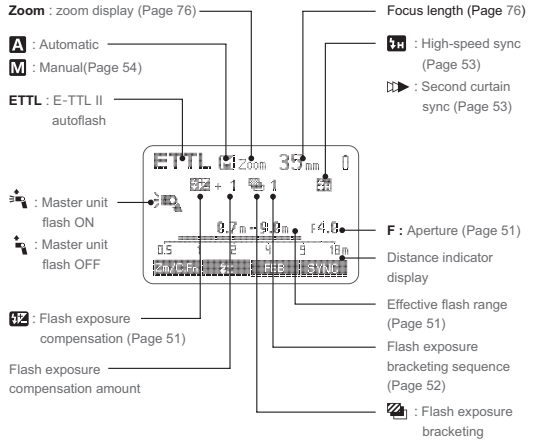 Zoom : zoom display (Page 76)
A : Automatic
M : Manual(Page 54)
ETTL : E-TTL II
autoflash
: Master unit
flash ON
: Master unit
flash OFF
: Flash exposure
compensation (Page 51)
Flash exposure
compensation amount
ETTL Zoom 35mm
+ 1 1
0.7m-9.0m F4.0
0.5 1 2 4 9 18m
Zm/C.Fn FEB SYNC
Focus length (Page 76)
H : High-speed sync
(Page 53)
: Second curtain
sync (Page 53)
F : Aperture (Page 51)
Distance indicator
display
Effective flash range
(Page 51)
Flash exposure
bracketing sequence
(Page 52)
: Flash exposure
bracketing